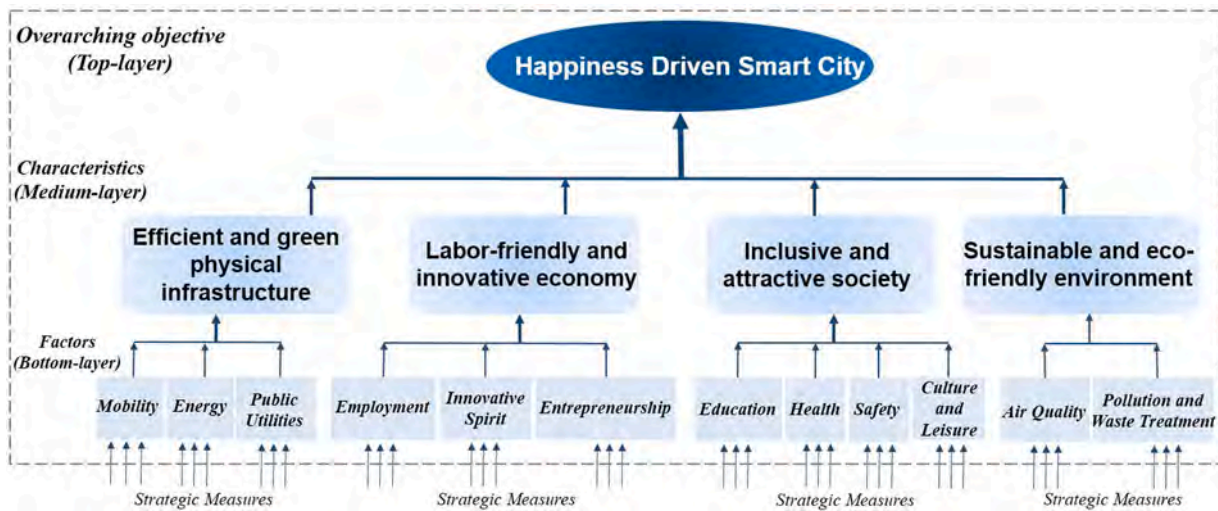 Overarching objective
(Top-layer)
Happiness Driven Smart City
Characteristics
(Medium-layer)
Efficient and green
physical
infrastructure
Labor-friendly and
innovative economy
Inclusive and
attractive society
Sustainable and eco-
friendly environment
Factors
(Bottom-layer)
Mobility
Energy
Public
Utilities
Employment
Innovative
Spirit
Entrepreneurship
Education
Health
Safety
Culture
and
Leisure
Air Quality
Pollution and
Waste Treatment
Strategic Measures
Strategic Measures
Strategic Measures
Strategic Measures